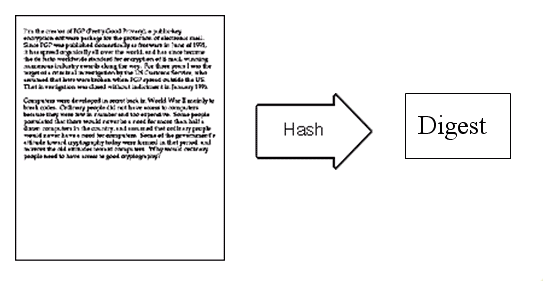 I'm the creator of PGP (Pretty Good Privacy), a public-key
encryption software package for the protection of electronic mail.
Since PGP was published domestically as freeware in June of 1991,
it has spread organically all over the world, and has since become
the de facto worldwide standard for encryption of E-mail, winning
numerous industry awards along the way. For three years I was the
target of a criminal investigation by the US Customs Service, who
assumed that laws were broken when PGP spread outside the US.
That investigation was closed without indictment in January 1996.
Computers were developed in secret back in World War II mainly to
break codes. Ordinary people did not have access to computers,
because they were few in number and too expensive. Some people
postulated that there would never be a need for more than half a
dozen computers in the country, and assumed that ordinary people
would never have a need for computers. Some of the government's
attitude toward cryptography today were formed in that period, and
mirrors the old attitudes toward computers. Why would ordinary
people need to have access to good cryptography?
Hash
Digest